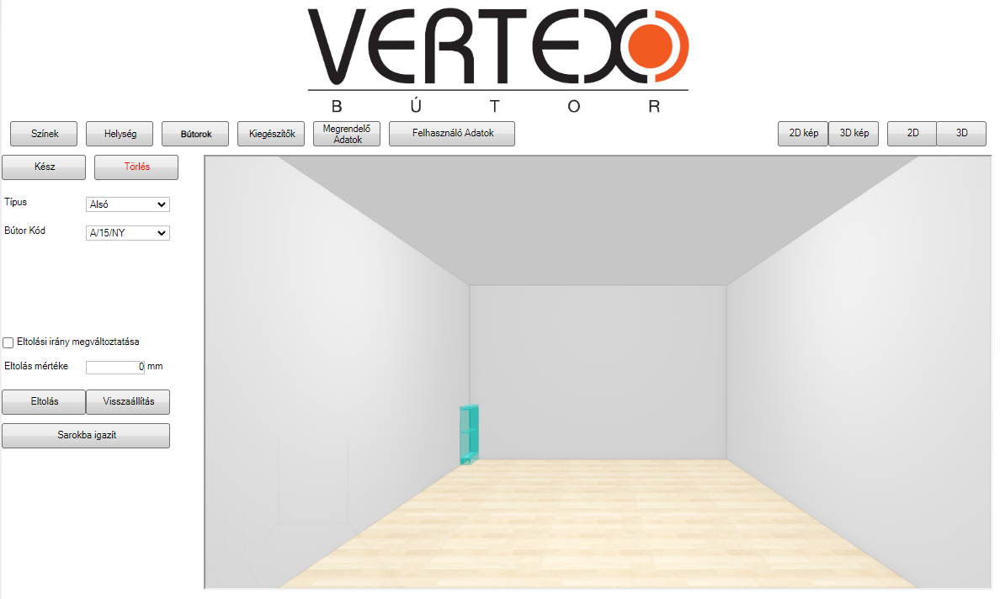 VERTEX
BÚTOR
Színek Helység Bútorok Kiegészítők Megrendelő Adatok Felhasználó Adatok 2D kép 3D kép 2D 3D
Kész Törlés
Típus Alsó
Bútor Kód A/15/NY
Eltolási irány megváltoztatása
Eltolás mértéke 0 mm
Eltolás Visszaállítás
Sarokba igazít